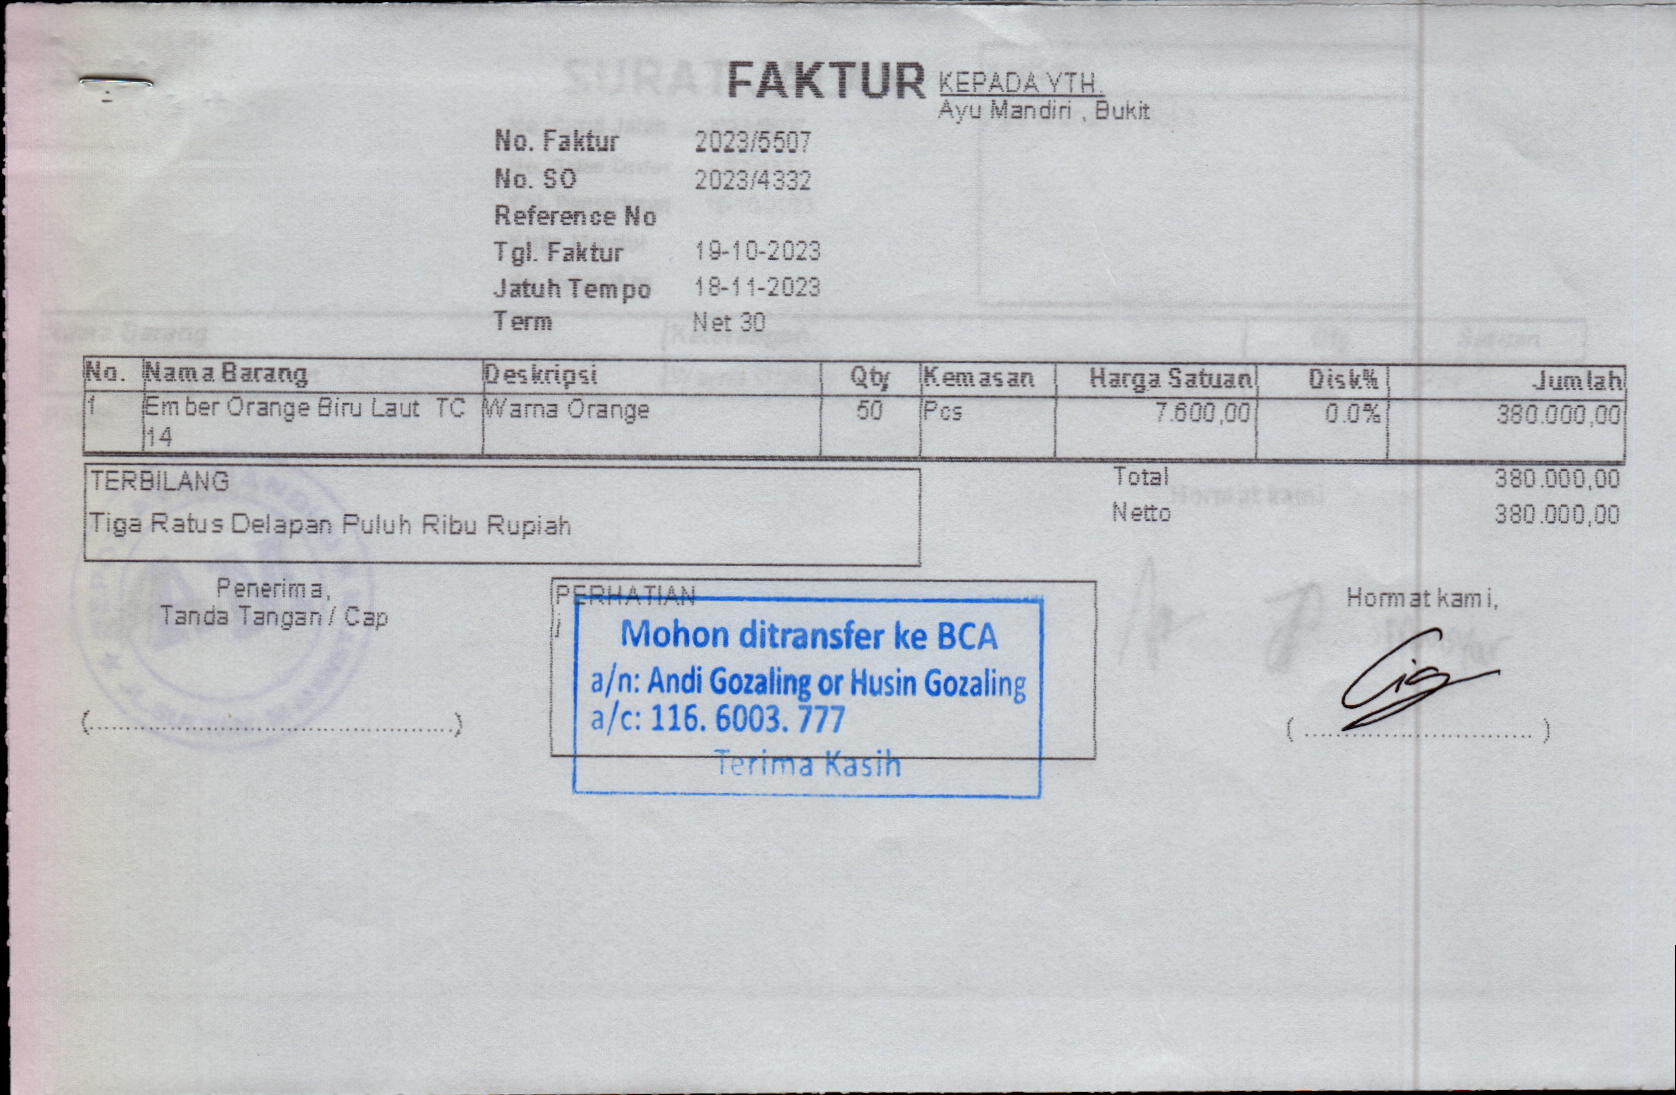 FAKTUR
KEPADA YTH.
Ayu Mandiri , Bukit
No. Faktur 2023/5507
No. SO 2023/4332
Reference No
Tgl. Faktur 19-10-2023
Jatuh Tempo 18-11-2023
Term Net 30
No. Nama Barang Deskripsi Qty Kemasan Harga Satuan Disk% Jumlah
1 Ember Orange Biru Laut TC Warna Orange 50 Pcs 7.600,00 0.0% 380.000,00
14
TERBILANG
Tiga Ratus Delapan Puluh Ribu Rupiah
Total 380.000,00
Netto 380.000,00
Penerima,
Tanda Tangan / Cap
PERHATIAN
Mohon ditransfer ke BCA
a/n: Andi Gozaling or Husin Gozaling
a/c: 116. 6003. 777
Terima Kasih
Hormat kami,